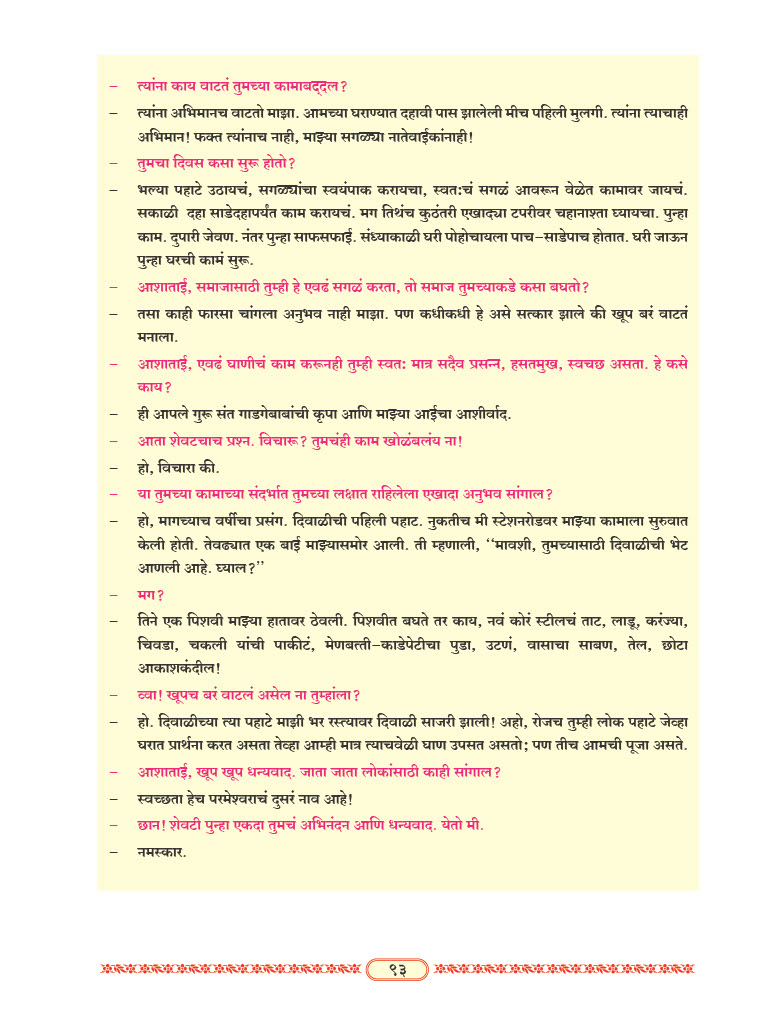 – त्यांना काय वाटतं तुमच्या कामाबद्दल?
– त्यांना अभिमानच वाटतो माझा. आमच्या घराण्यात दहावी पास झालेली मीच पहिली मुलगी. त्यांना त्याचाही
अभिमान! फक्त त्यांनाच नाही, माझ्या सगळ्या नातेवाईकांनाही!
– तुमचा दिवस कसा सुरू होतो?
– भल्या पहाटे उठायचं, सगळ्यांचा स्वयंपाक करायचा, स्वत:चं सगळं आवरून वेळेत कामावर जायचं.
सकाळी दहा साडेदहापर्यंत काम करायचं. मग तिथंच कुठंतरी एखाद्या टपरीवर चहानाश्ता घ्यायचा. पुन्हा
काम. दुपारी जेवण. नंतर पुन्हा साफसफाई. संध्याकाळी घरी पोहोचायला पाच–साडेपाच होतात. घरी जाऊन
पुन्हा घरची कामं सुरू.
– आशाताई, समाजासाठी तुम्ही हे एवढं सगळं करता, तो समाज तुमच्याकडे कसा बघतो?
– तसा काही फारसा चांगला अनुभव नाही माझा. पण कधीकधी हे असे सत्कार झाले की खूप बरं वाटतं
मनाला.
– आशाताई, एवढं घाणीचं काम करूनही तुम्ही स्वत: मात्र सदैव प्रसन्न, हसतमुख, स्वचछ असता. हे कसे
काय?
– ही आपले गुरू संत गाडगेबाबांची कृपा आणि माझ्या आईचा आशीर्वाद.
– आता शेवटचाच प्रश्न. विचारू? तुमचंही काम खोळंबलंय ना!
– हो, विचारा की.
– या तुमच्या कामाच्या संदर्भात तुमच्या लक्षात राहिलेला एखादा अनुभव सांगाल?
– हो, मागच्याच वर्षीचा प्रसंग. दिवाळीची पहिली पहाट. नुकतीच मी स्टेशनरोडवर माझ्या कामाला सुरुवात
केली होती. तेवढ्यात एक बाई माझ्यासमोर आली. ती म्हणाली, ‘‘मावशी, तुमच्यासाठी दिवाळीची भेट
आणली आहे. घ्याल?’’
– मग?
– तिने एक पिशवी माझ्या हातावर ठेवली. पिशवीत बघते तर काय, नवं कोरं स्टीलचं ताट, लाडू, करंज्या,
चिवडा, चकली यांची पाकीटं, मेणबत्ती–काडेपेटीचा पुडा, उटणं, वासाचा साबण, तेल, छोटा
आकाशकंदील!
– व्वा! खूपच बरं वाटलं असेल ना तुम्हांला?
– हो. दिवाळीच्या त्या पहाटे माझी भर रस्त्यावर दिवाळी साजरी झाली! अहो, रोजच तुम्ही लोक पहाटे जेव्हा
घरात प्रार्थना करत असता तेव्हा आम्ही मात्र त्याचवेळी घाण उपसत असतो; पण तीच आमची पूजा असते.
– आशाताई, खूप खूप धन्यवाद. जाता जाता लोकांसाठी काही सांगाल?
– स्वच्छता हेच परमेश्वराचं दुसरं नाव आहे!
– छान! शेवटी पुन्हा एकदा तुमचं अभिनंदन आणि धन्यवाद. येतो मी.
– नमस्कार.
९३